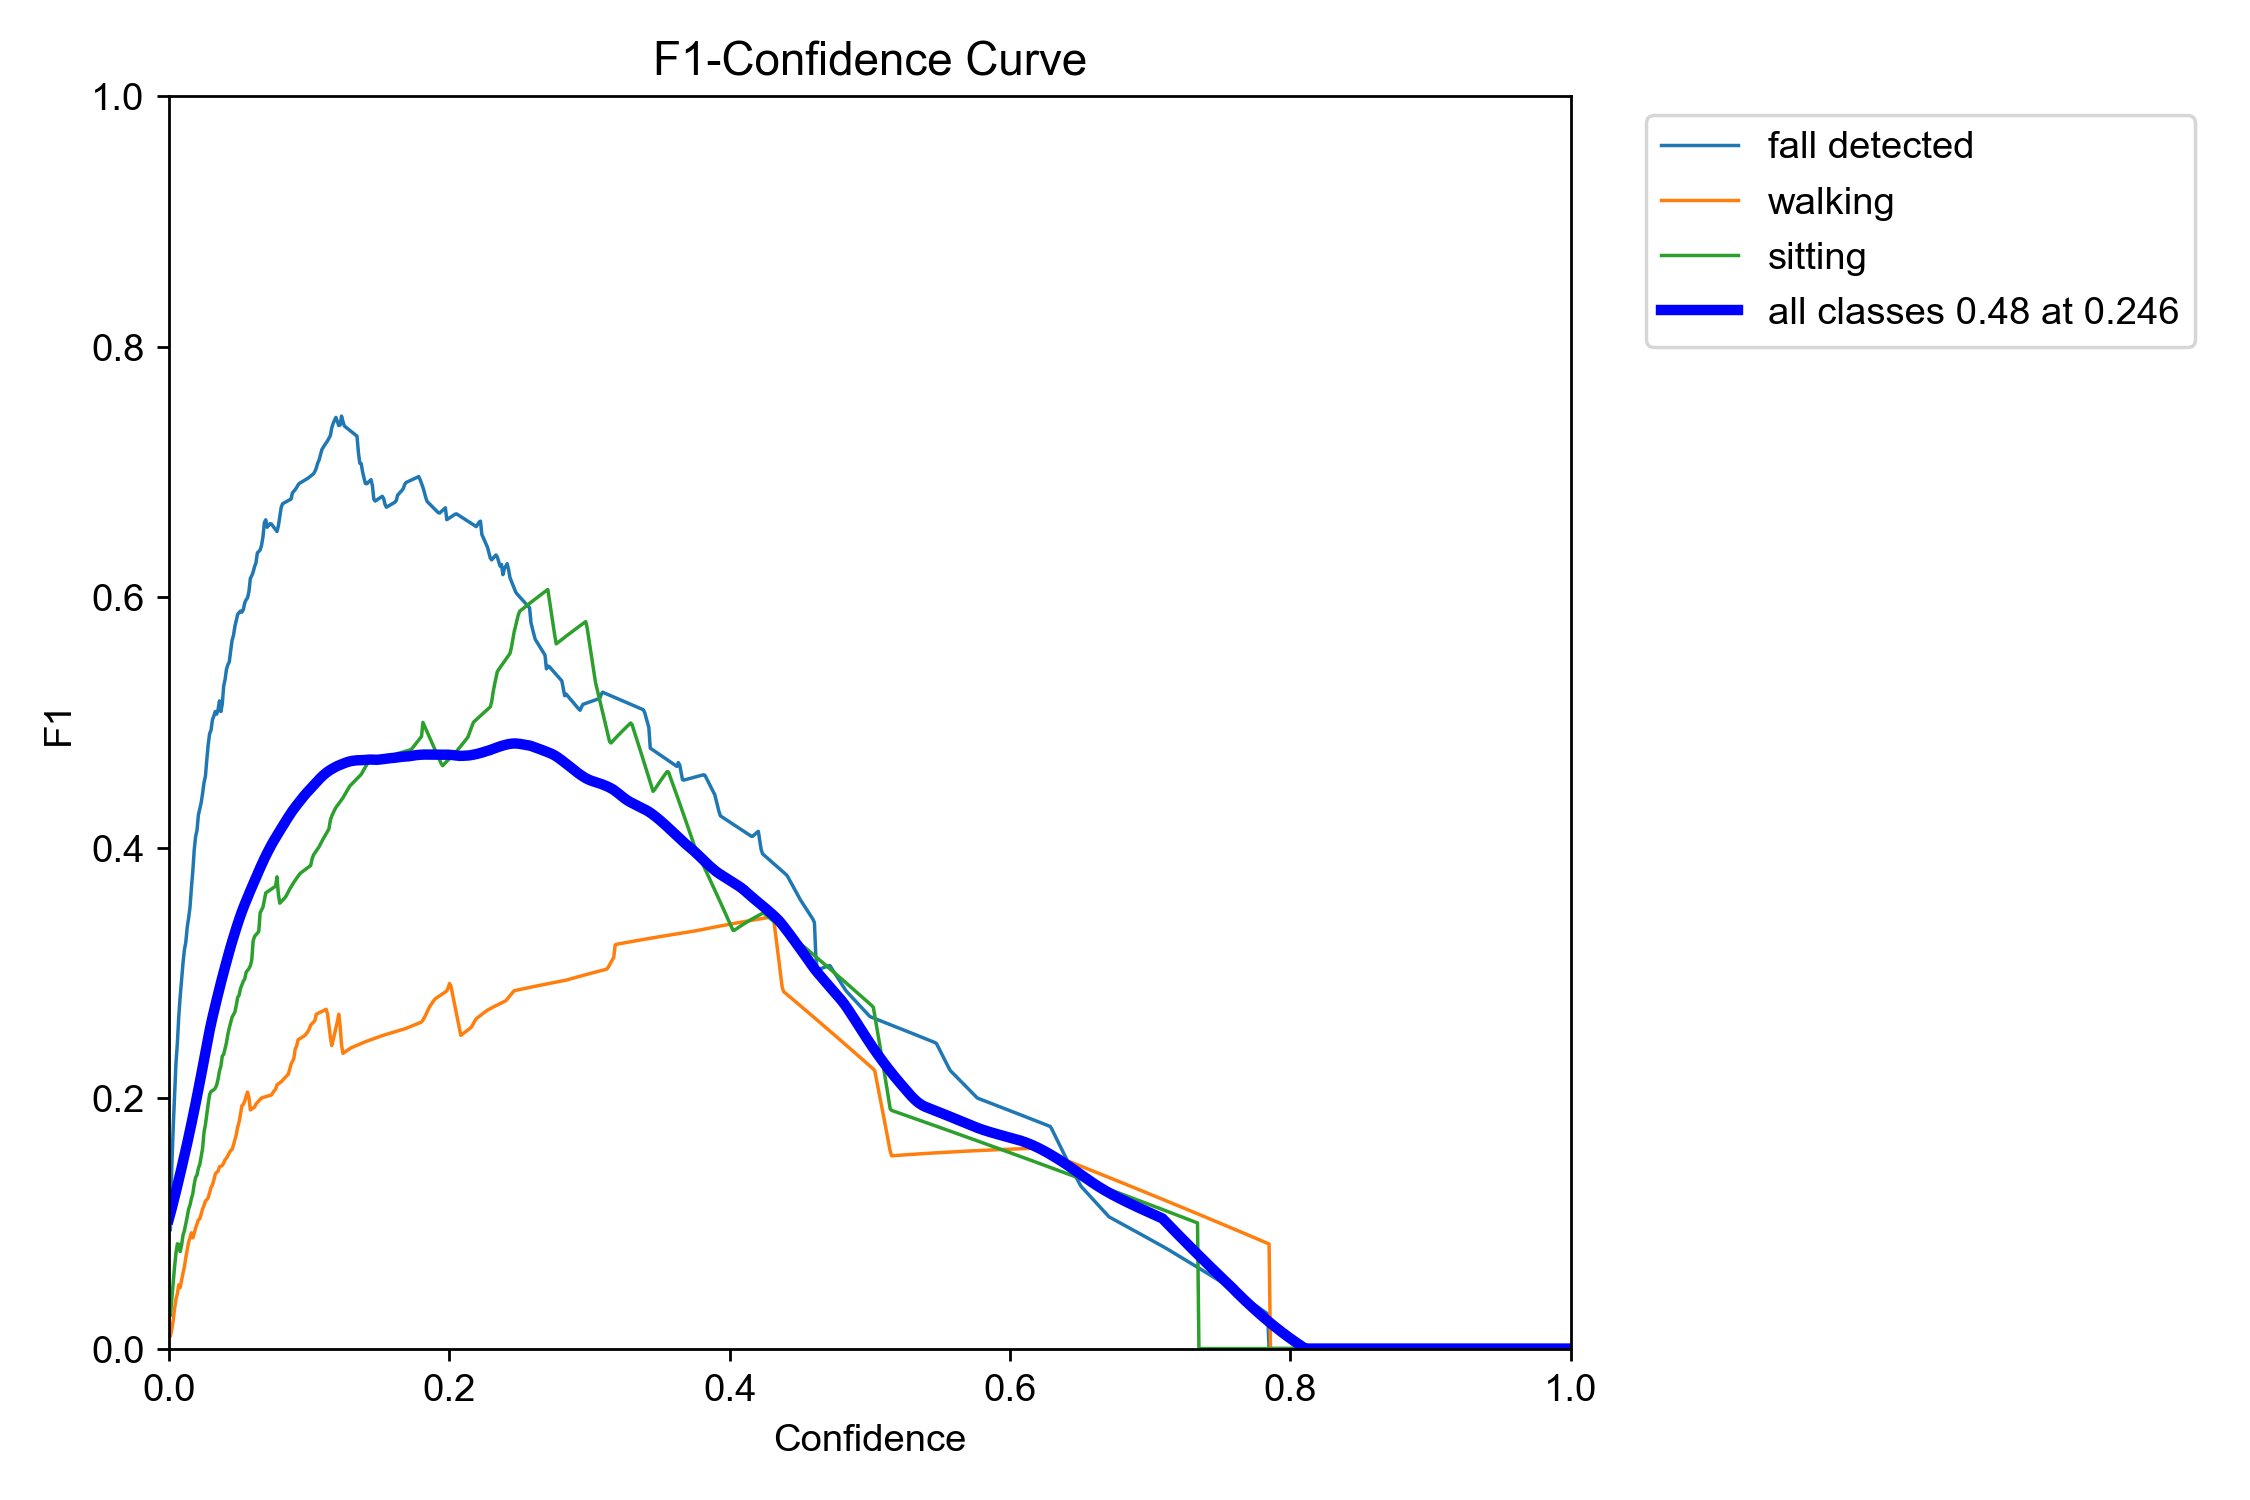 F1-Confidence Curve
1.0
0.8
0.6
0.4
0.2
0.0
F1
0.0 0.2 0.4 0.6 0.8 1.0
Confidence
fall detected
walking
sitting
all classes 0.48 at 0.246